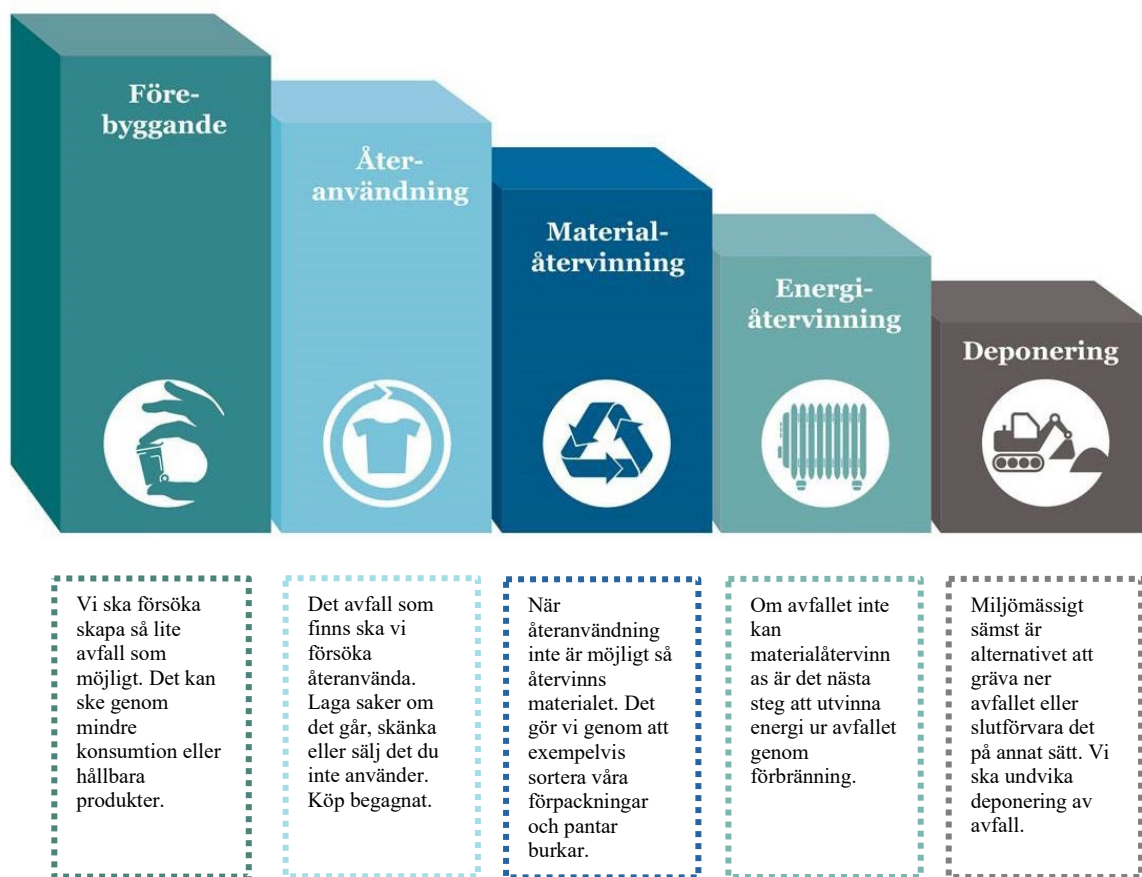 Före-
byggande
Åter-
användning
Material-
återvinning
Energi-
återvinning
Deponering
Vi ska försöka
skapa så lite
avfall som
möjligt. Det kan
ske genom
mindre
konsumtion eller
hållbara
produkter.
Det avfall som
finns ska vi
försöka
återanvända.
Laga saker om
det går, skänka
eller sälj det du
inte använder.
Köp begagnat.
När
återanvändning
inte är möjligt så
återvinns
materialet. Det
gör vi genom att
exempelvis
sortera våra
förpackningar
och pantar
burkar.
Om avfallet inte
kan
materialåtervinn
as är det nästa
steg att utvinna
energi ur avfallet
genom
förbränning.
Miljömässigt
sämst är
alternativet att
gräva ner
avfallet eller
slutförvara det
på annat sätt. Vi
ska undvika
deponering av
avfall.